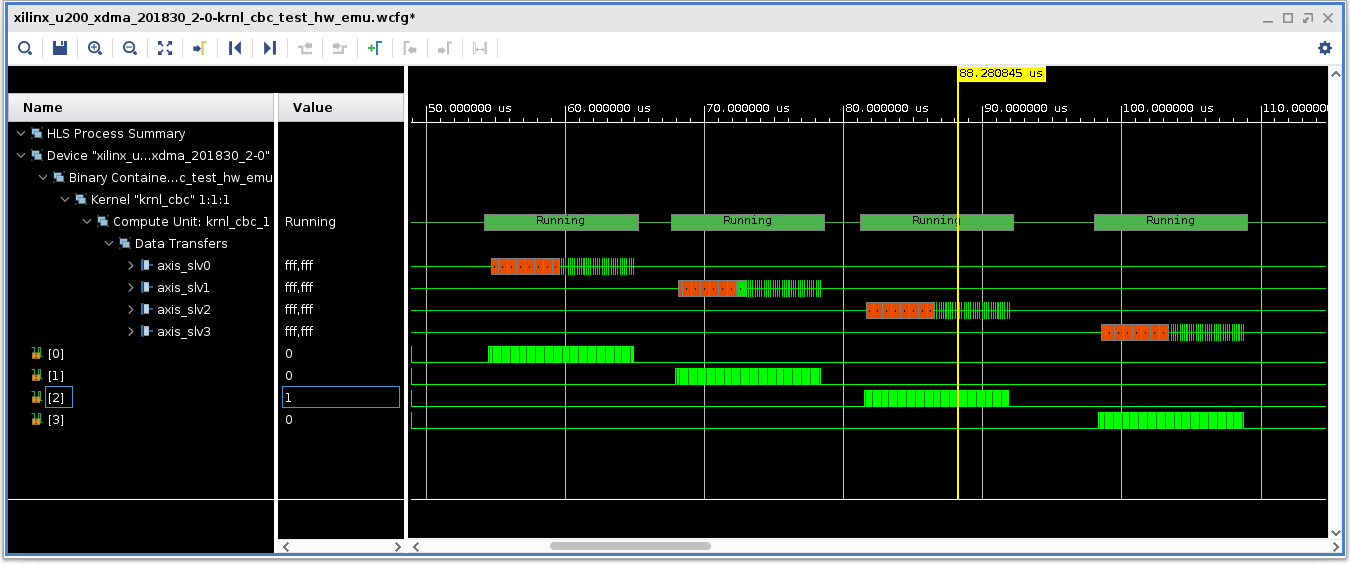 xilinx_u200_xdma_201830_2-0-krnl_cbc_test_hw_emu.wcfg*
88.280845 us
Name Value
50.000000 us 60.000000 us 70.000000 us 80.000000 us 90.000000 us 100.000000 us 110.00000
HLS Process Summary
Device "xilinx_u...xdma_201830_2-0"
Binary Containe...c_test_hw_emu
Kernel "krnl_cbc" 1:1:1
Compute Unit: krnl_cbc_1 Running Running Running Running Running
Data Transfers
axis_slv0 fff,fff
axis_slv1 fff,fff
axis_slv2 fff,fff
axis_slv3 fff,fff
[0] 0
[1] 0
[2] 1
[3] 0